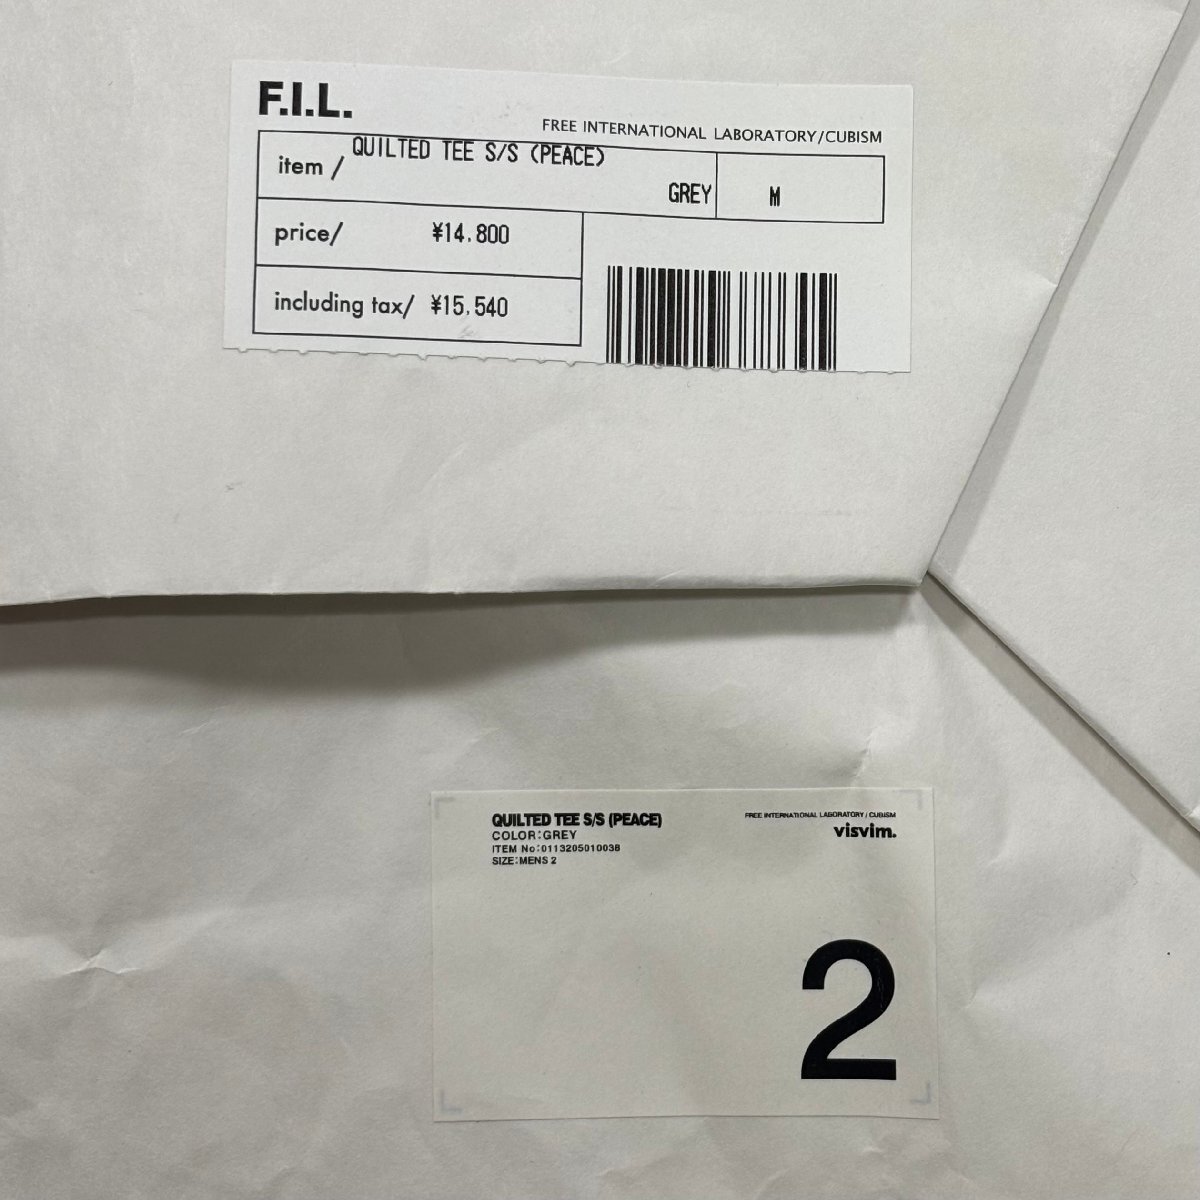 F.I.L.
FREE INTERNATIONAL LABORATORY/CUBISM
item / QUILTED TEE S/S (PEACE)
GREY M
price/ ¥14,800
including tax/ ¥15,540
QUILTED TEE S/S (PEACE)
COLOR:GREY
ITEM No:0113205010038
SIZE:MENS 2
FREE INTERNATIONAL LABORATORY / CUBISM
visvim.
2